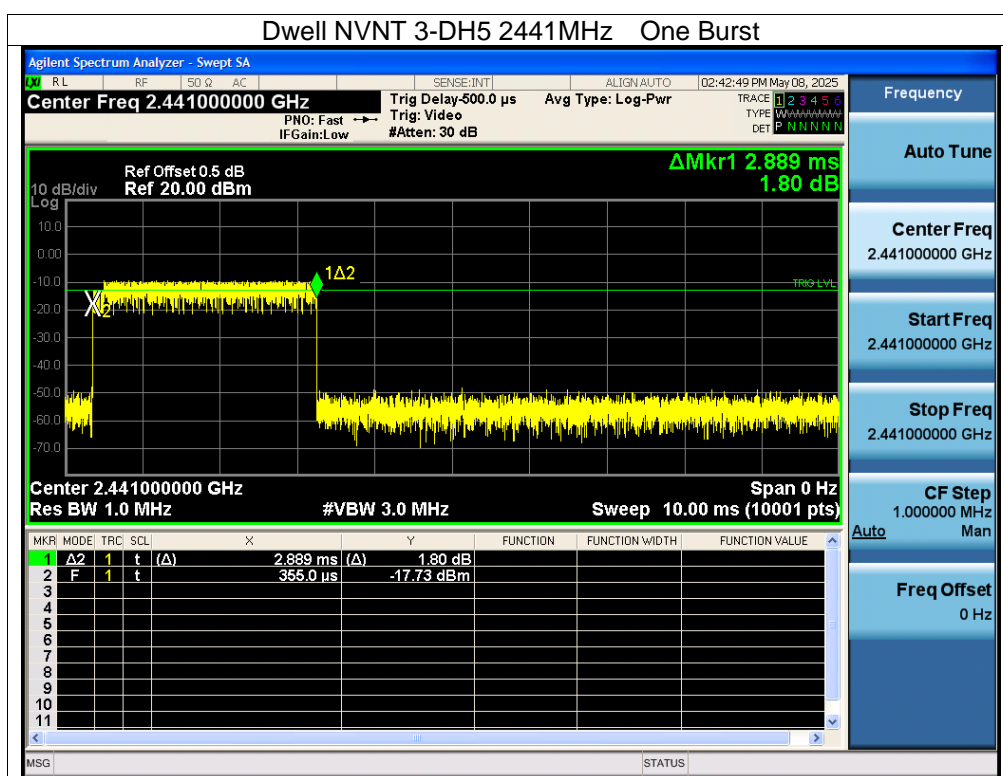 Dwell NVNT 3-DH5 2441MHz One Burst
Agilent Spectrum Analyzer - Swept SA
LXI RL RF 50 Ω AC SENSE:INT ALIGN AUTO 02:42:49 PM May 08, 2025
Center Freq 2.441000000 GHz
PNO: Fast
IFGain:Low
Trig Delay-500.0 µs
Trig: Video
#Atten: 30 dB
Avg Type: Log-Pwr
TRACE 1 2 3 4 5 6
TYPE WWWWWW
DET P N N N N N
ΔMkr1 2.889 ms
1.80 dB
Ref Offset 0.5 dB
10 dB/div Ref 20.00 dBm
Log
10.0
0.00
-10.0
-20.0
-30.0
-40.0
-50.0
-60.0
-70.0
1Δ2
2
TRIG LVL
Center 2.441000000 GHz Span 0 Hz
Res BW 1.0 MHz #VBW 3.0 MHz Sweep 10.00 ms (10001 pts)
MKR MODE TRC SCL X Y FUNCTION FUNCTION WIDTH FUNCTION VALUE
1 Δ2 1 t (Δ) 2.889 ms (Δ) 1.80 dB
2 F 1 t 355.0 µs -17.73 dBm
3
4
5
6
7
8
9
10
11
MSG STATUS
Frequency
Auto Tune
Center Freq
2.441000000 GHz
Start Freq
2.441000000 GHz
Stop Freq
2.441000000 GHz
CF Step
1.000000 MHz
Auto Man
Freq Offset
0 Hz